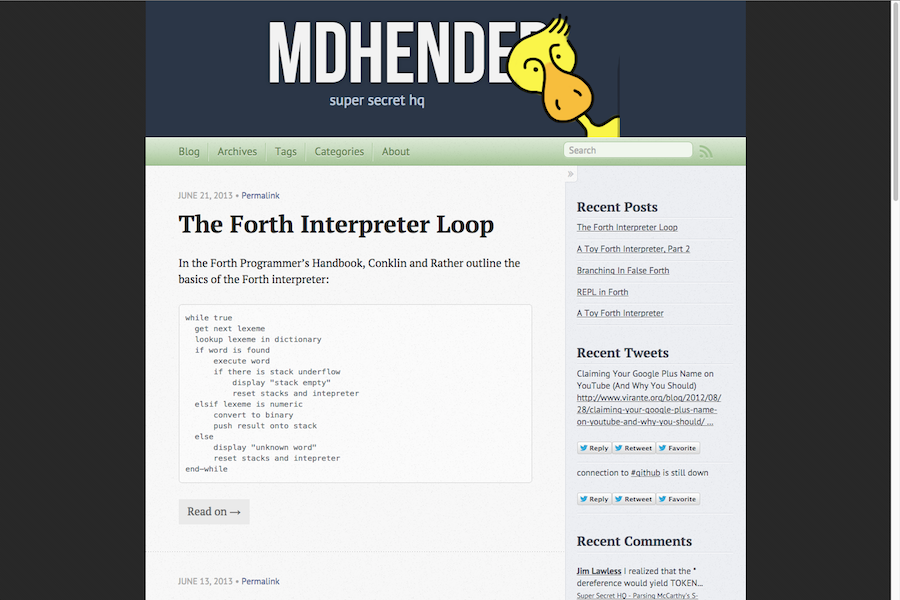 MDHENDER
super secret hq
Blog
Archives
Tags
Categories
About
Search
»
JUNE 21, 2013 • Permalink
The Forth Interpreter Loop
In the Forth Programmer's Handbook, Conklin and Rather outline the
basics of the Forth interpreter:
while true
get next lexeme
lookup lexeme in dictionary
if word is found
execute word
if there is stack underflow
display "stack empty"
reset stacks and intepreter
elsif lexeme is numeric
convert to binary
push result onto stack
else
display "unknown word"
reset stacks and intepreter
end-while
Read on →
JUNE 13, 2013 • Permalink
Recent Posts
The Forth Interpreter Loop
A Toy Forth Interpreter, Part 2
Branching In False Forth
REPL in Forth
A Toy Forth Interpreter
Recent Tweets
Claiming Your Google Plus Name on
YouTube (And Why You Should)
http://www.virante.org/blog/2012/08/
28/claiming-your-google-plus-name-
on-youtube-and-why-you-should/ ...
Reply Retweet Favorite
connection to #github is still down
Reply Retweet Favorite
Recent Comments
Jim Lawless I realized that the *
dereference would yield TOKEN...
Super Secret HQ - Parsing McCarthy's S-